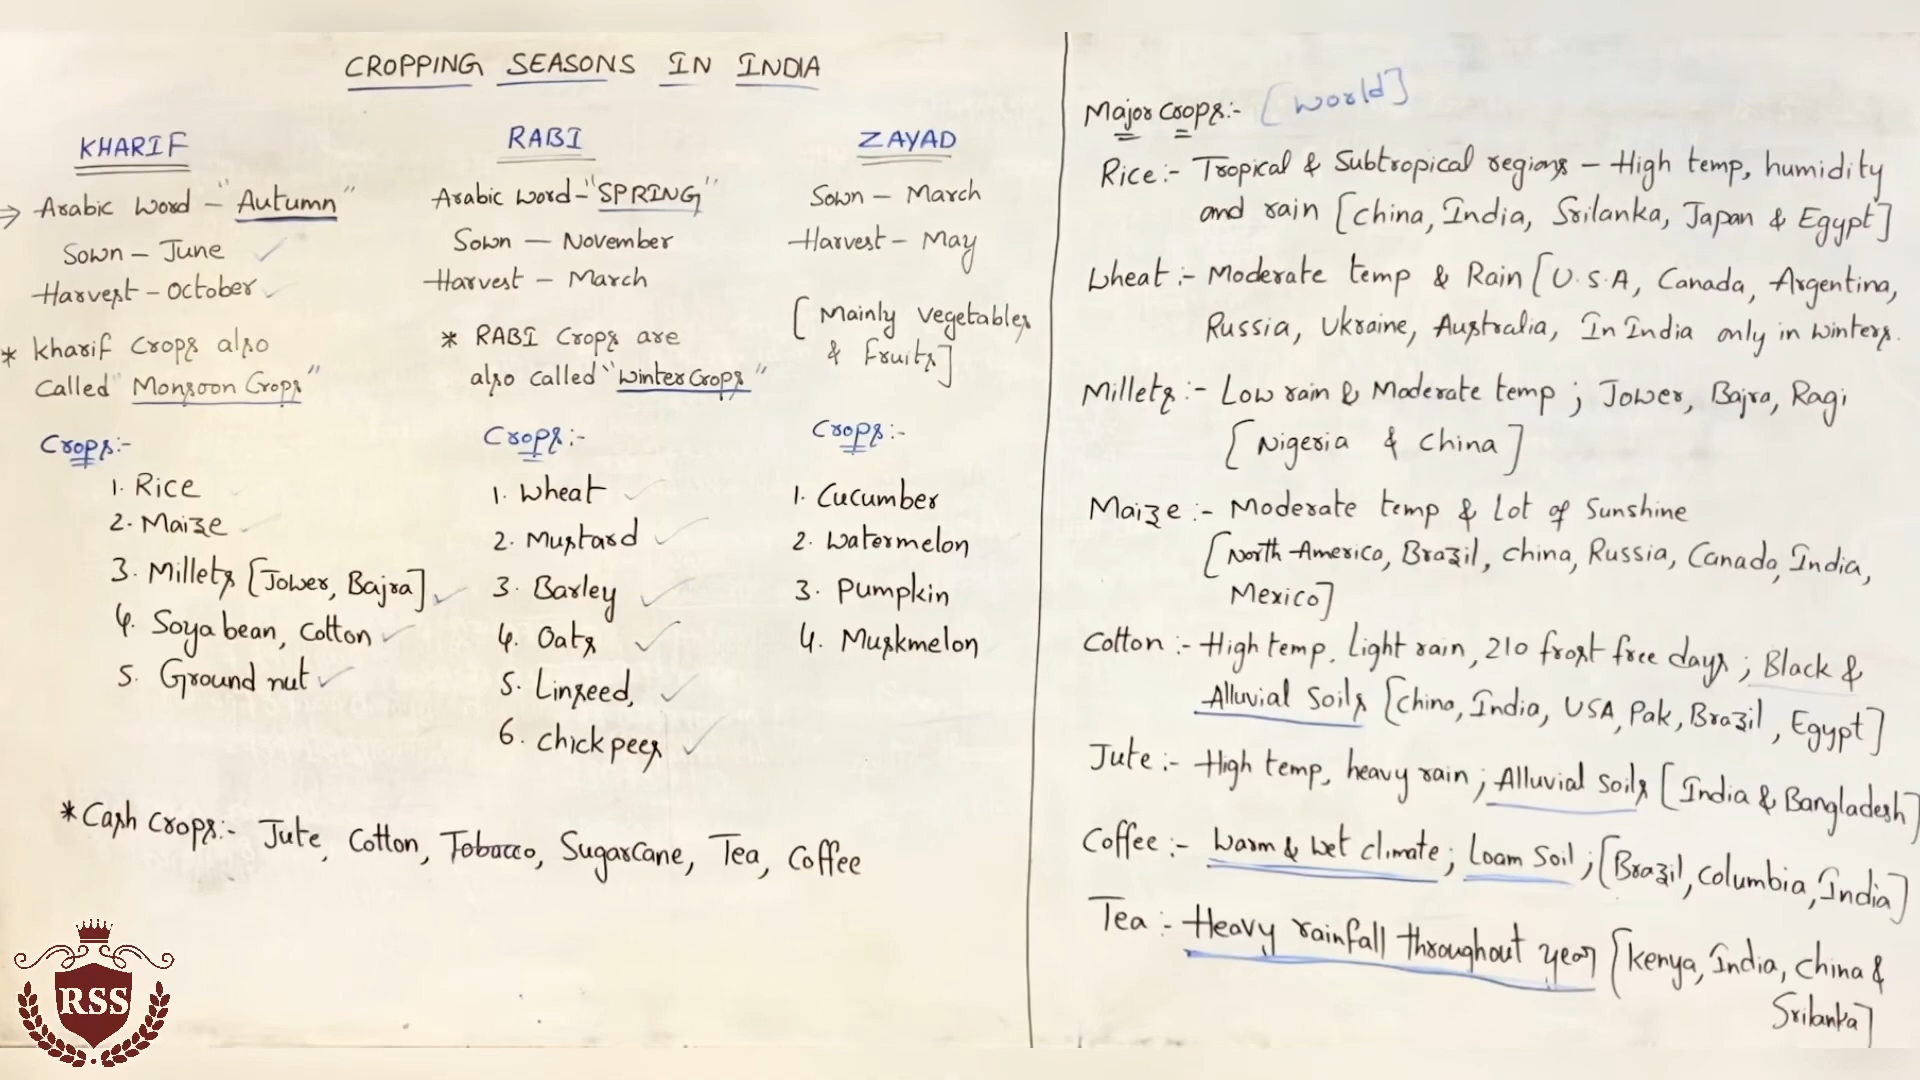 CROPPING SEASONS IN INDIA
KHARIF
⇒ Arabic Word - "Autumn"
Sown - June ✓
Harvest - October ✓
* Kharif Crops also
called "Monsoon Crops"
Crops:-
1. Rice
2. Maize ✓
3. Millets [Jower, Bajra] ✓
4. Soyabean, Cotton ✓
5. Ground nut ✓
RABI
Arabic word - "SPRING"
Sown - November
Harvest - March
* RABI Crops are
also called "Winter Crops"
Crops:-
1. Wheat ✓
2. Mustard ✓
3. Barley ✓
4. Oats ✓
5. Linseed, ✓
6. chickpees ✓
ZAYAD
Sown - March
Harvest - May
[Mainly vegetables
& Fruits]
Crops:-
1. Cucumber
2. Watermelon
3. Pumpkin
4. Muskmelon
* Cash Crops:- Jute, Cotton, Tobacco, Sugarcane, Tea, Coffee
Major Crops:- [World]
Rice:- Tropical & Subtropical regions - High temp, humidity
and rain [China, India, Srilanka, Japan & Egypt]
Wheat:- Moderate temp & Rain [U.S.A, Canada, Argentina,
Russia, Ukraine, Australia, In India only in winters.
Millets:- Low rain & Moderate temp; Jower, Bajra, Ragi
[Nigeria & China]
Maize:- Moderate temp & Lot of Sunshine
[North America, Brazil, China, Russia, Canada, India,
Mexico]
Cotton:- High temp, Light rain, 210 frost free days; Black &
Alluvial Soils [China, India, USA, Pak, Brazil, Egypt]
Jute:- High temp, heavy rain; Alluvial Soils [India & Bangladesh]
Coffee:- Warm & Wet climate; Loam Soil; [Brazil, Columbia, India]
Tea:- Heavy rainfall throughout year [Kenya, India, China &
Srilanka]
RSS